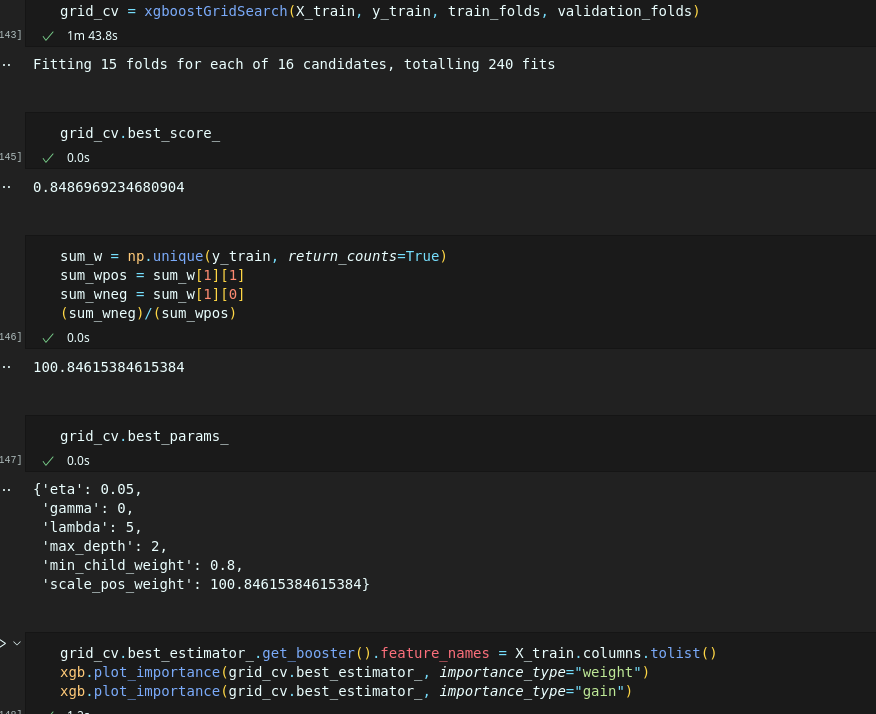 grid_cv = xgboostGridSearch(X_train, y_train, train_folds, validation_folds)
143] 1m 43.8s
Fitting 15 folds for each of 16 candidates, totalling 240 fits
grid_cv.best_score_
145] 0.0s
0.8486969234680904
sum_w = np.unique(y_train, return_counts=True)
sum_wpos = sum_w[1][1]
sum_wneg = sum_w[1][0]
(sum_wneg)/(sum_wpos)
146] 0.0s
100.84615384615384
grid_cv.best_params_
147] 0.0s
{'eta': 0.05,
'gamma': 0,
'lambda': 5,
'max_depth': 2,
'min_child_weight': 0.8,
'scale_pos_weight': 100.84615384615384}
grid_cv.best_estimator_.get_booster().feature_names = X_train.columns.tolist()
xgb.plot_importance(grid_cv.best_estimator_, importance_type="weight")
xgb.plot_importance(grid_cv.best_estimator_, importance_type="gain")